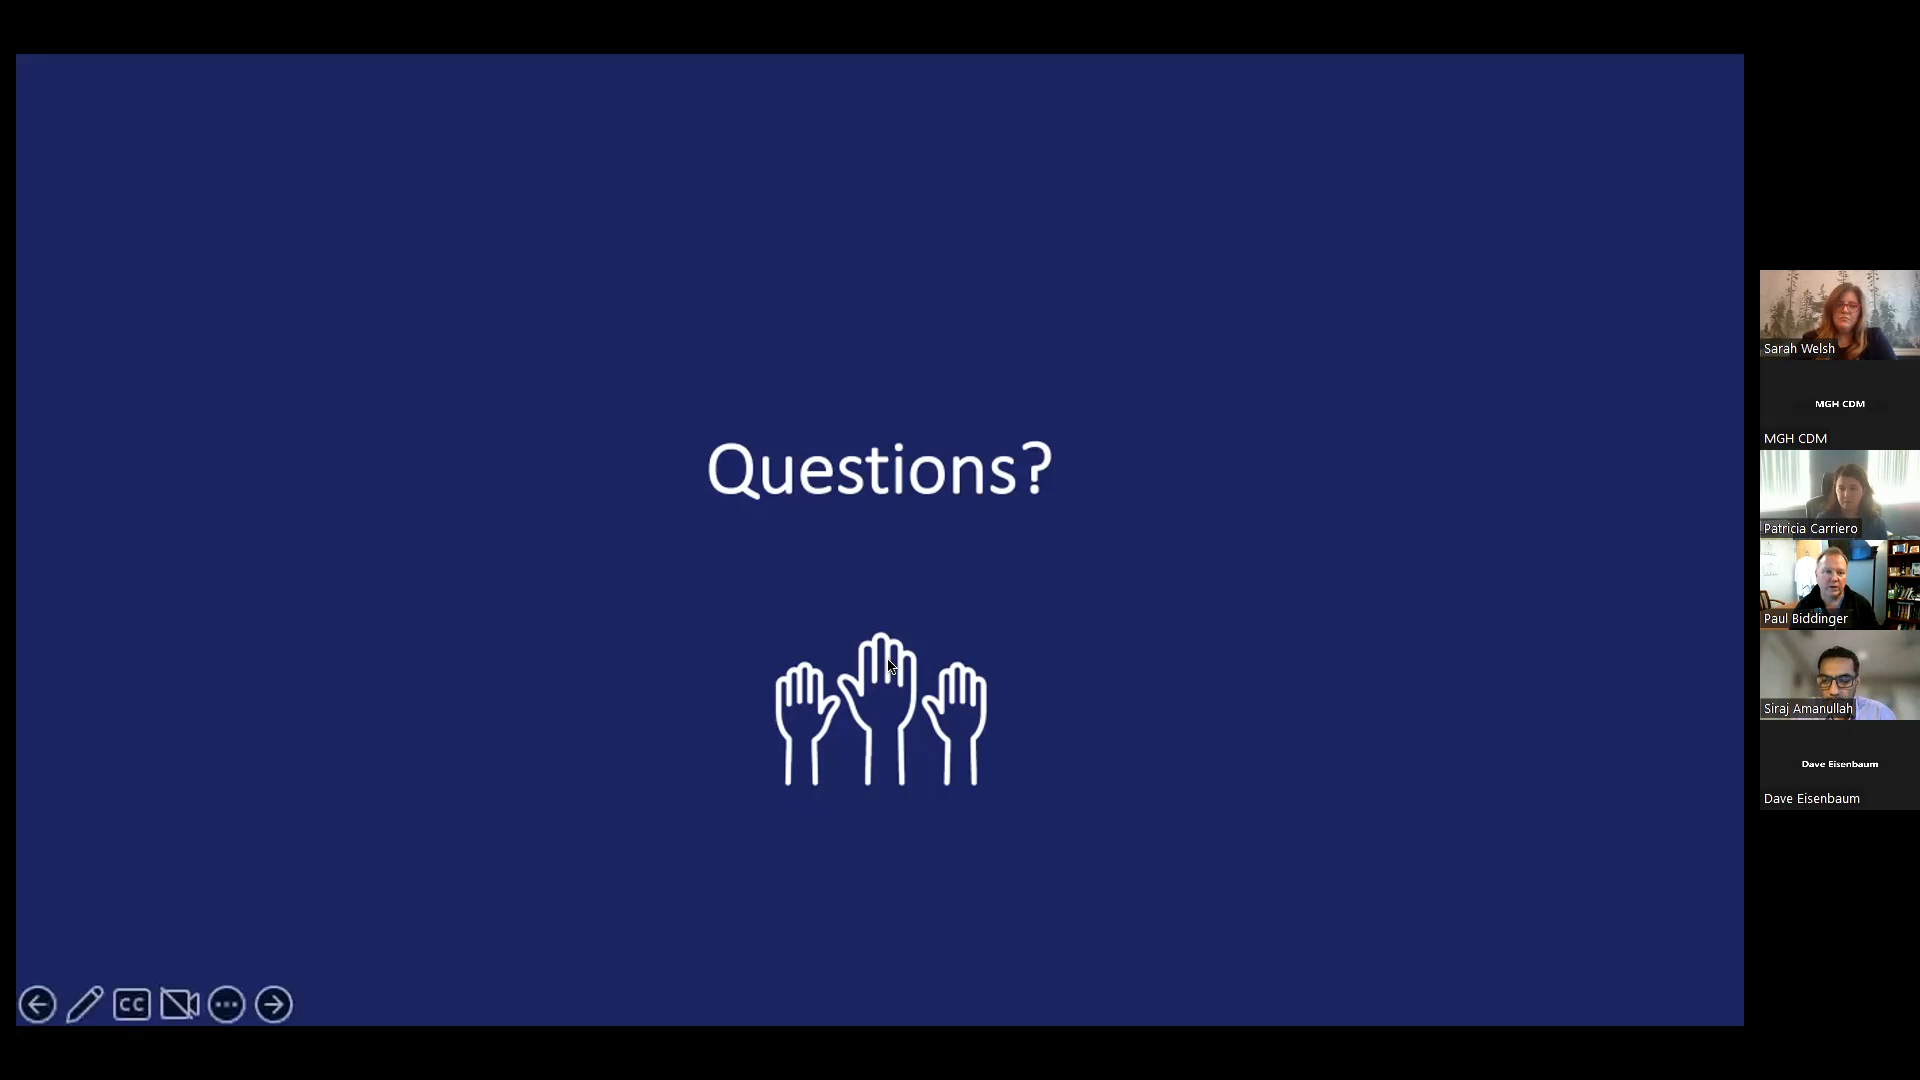 Questions?
CC
Sarah Welsh
MGH CDM
MGH CDM
Patricia Carriero
Paul Biddinger
Siraj Amanullah
Dave Eisenbaum
Dave Eisenbaum